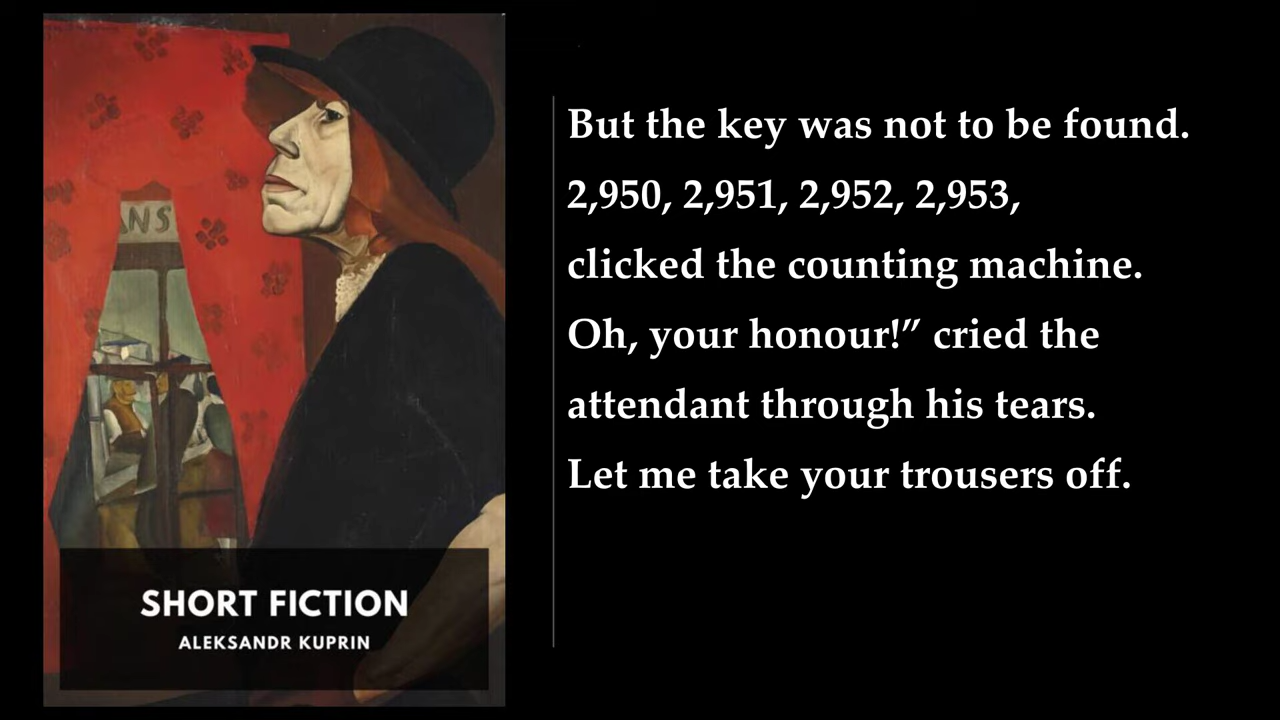 ANS
SHORT FICTION
ALEKSANDR KUPRIN
But the key was not to be found.
2,950, 2,951, 2,952, 2,953,
clicked the counting machine.
Oh, your honour!” cried the
attendant through his tears.
Let me take your trousers off.